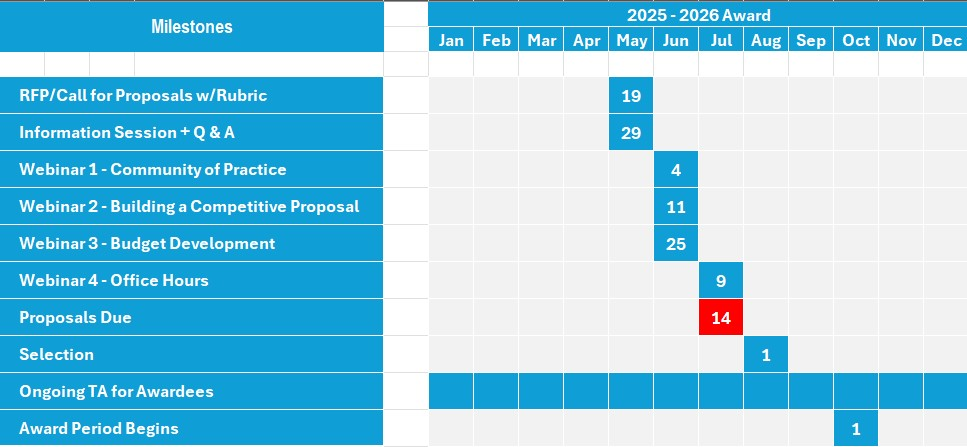 Milestones
2025 - 2026 Award
Jan Feb Mar Apr May Jun Jul Aug Sep Oct Nov Dec
RFP/Call for Proposals w/Rubric 19
Information Session + Q & A 29
Webinar 1 - Community of Practice 4
Webinar 2 - Building a Competitive Proposal 11
Webinar 3 - Budget Development 25
Webinar 4 - Office Hours 9
Proposals Due 14
Selection 1
Ongoing TA for Awardees
Award Period Begins 1